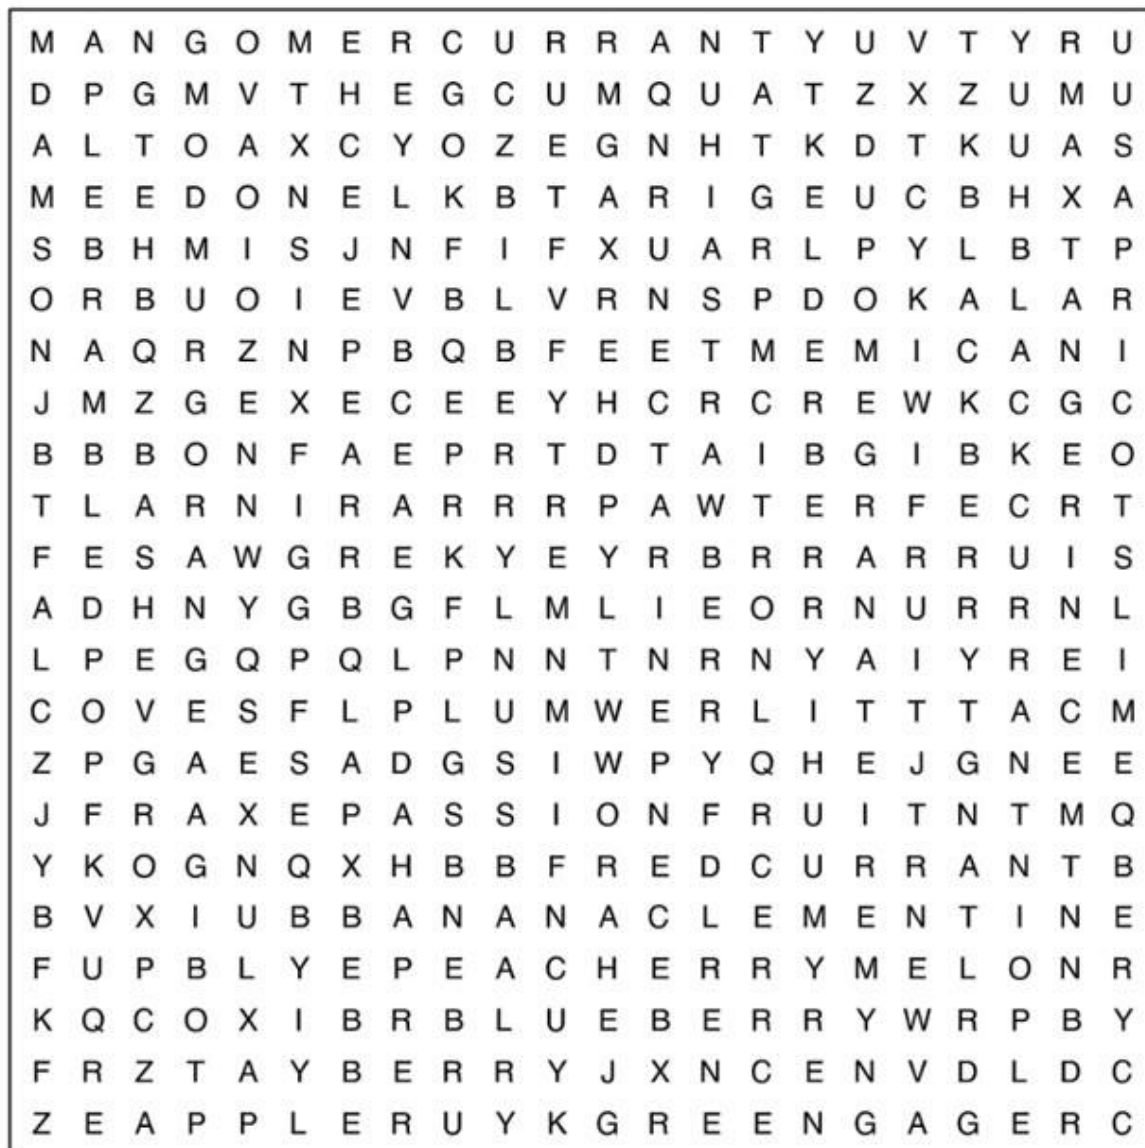 M A N G O M E R C U R R A N T Y U V T Y R U
D P G M V T H E G C U M Q U A T Z X Z U M U
A L T O A X C Y O Z E G N H T K D T K U A S
M E E D O N E L K B T A R I G E U C B H X A
S B H M I S J N F I F X U A R L P Y L B T P
O R B U O I E V B L V R N S P D O K A L A R
N A Q R Z N P B Q B F E E T M E M I C A N I
J M Z G E X E C E E Y H C R C R E W K C G C
B B B O N F A E P R T D T A I B G I B K E O
T L A R N I R A R R R P A W T E R F E C R T
F E S A W G R E K Y E Y R B R R A R R U I S
A D H N Y G B G F L M L I E O R N U R R N L
L P E G Q P Q L P N N T N R N Y A I Y R E I
C O V E S F L P L U M W E R L I T T T A C M
Z P G A E S A D G S I W P Y Q H E J G N E E
J F R A X E P A S S I O N F R U I T N T M Q
Y K O G N Q X H B B F R E D C U R R A N T B
B V X I U B B A N A N A C L E M E N T I N E
F U P B L Y E P E A C H E R R Y M E L O N R
K Q C O X I B R B L U E B E R R Y W R P B Y
F R Z T A Y B E R R Y J X N C E N V D L D C
Z E A P P L E R U Y K G R E E N G A G E R C